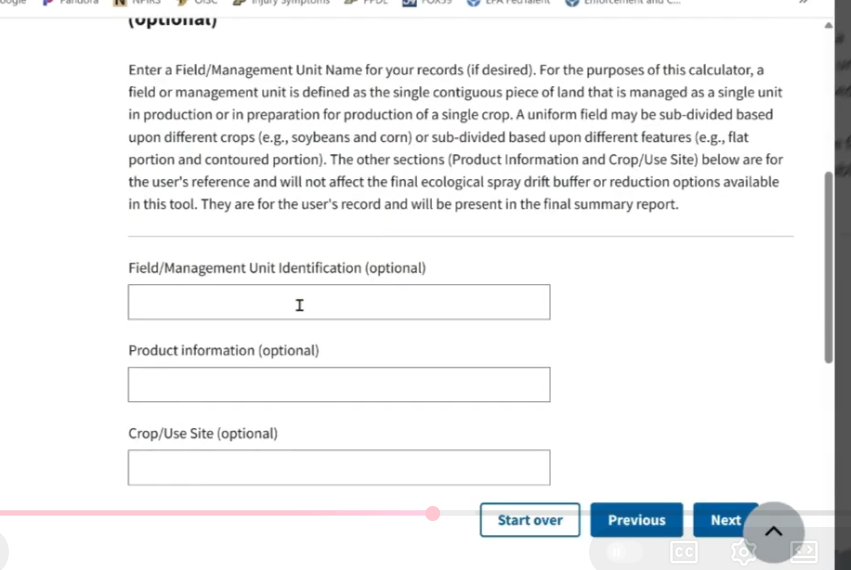 Pandora NPIRS OISC Injury Symptoms PPDC FOX59 EPA FedTalent Enforcement and C...
(optional)
Enter a Field/Management Unit Name for your records (if desired). For the purposes of this calculator, a
field or management unit is defined as the single contiguous piece of land that is managed as a single unit
in production or in preparation for production of a single crop. A uniform field may be sub-divided based
upon different crops (e.g., soybeans and corn) or sub-divided based upon different features (e.g., flat
portion and contoured portion). The other sections (Product Information and Crop/Use Site) below are for
the user's reference and will not affect the final ecological spray drift buffer or reduction options available
in this tool. They are for the user's record and will be present in the final summary report.
Field/Management Unit Identification (optional)
Product information (optional)
Crop/Use Site (optional)
Start over Previous Next
CC